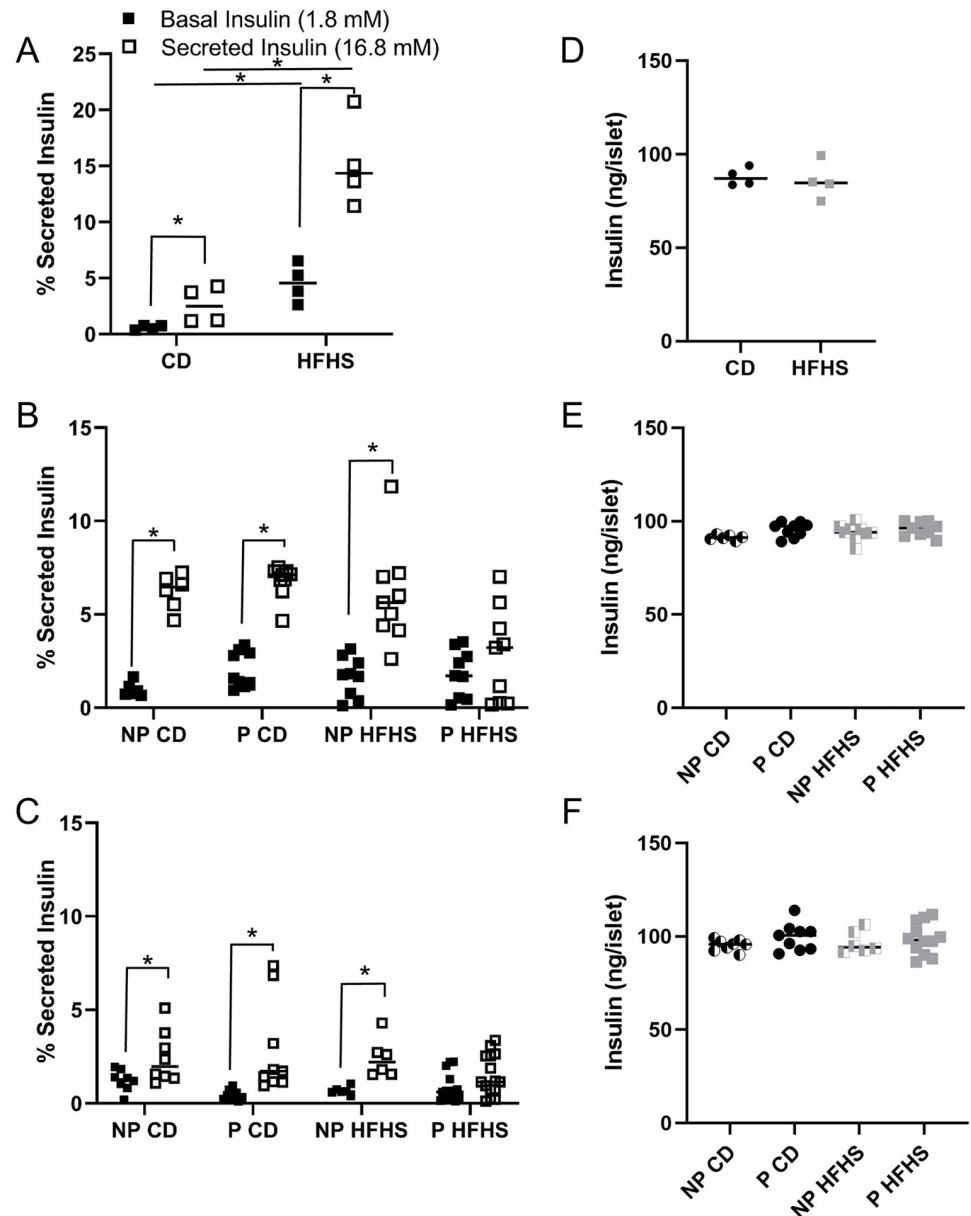 Basal Insulin (1.8 mM)
Secreted Insulin (16.8 mM)
A
% Secreted Insulin
25
20
15
10
5
0
*
*
*
*
CD
HFHS
D
Insulin (ng/islet)
150
100
50
0
CD
HFHS
B
% Secreted Insulin
15
10
5
0
*
*
*
NP CD
P CD
NP HFHS
P HFHS
E
Insulin (ng/islet)
150
100
50
0
NP CD
P CD
NP HFHS
P HFHS
C
% Secreted Insulin
15
10
5
0
*
*
*
NP CD
P CD
NP HFHS
P HFHS
F
Insulin (ng/islet)
150
100
50
0
NP CD
P CD
NP HFHS
P HFHS